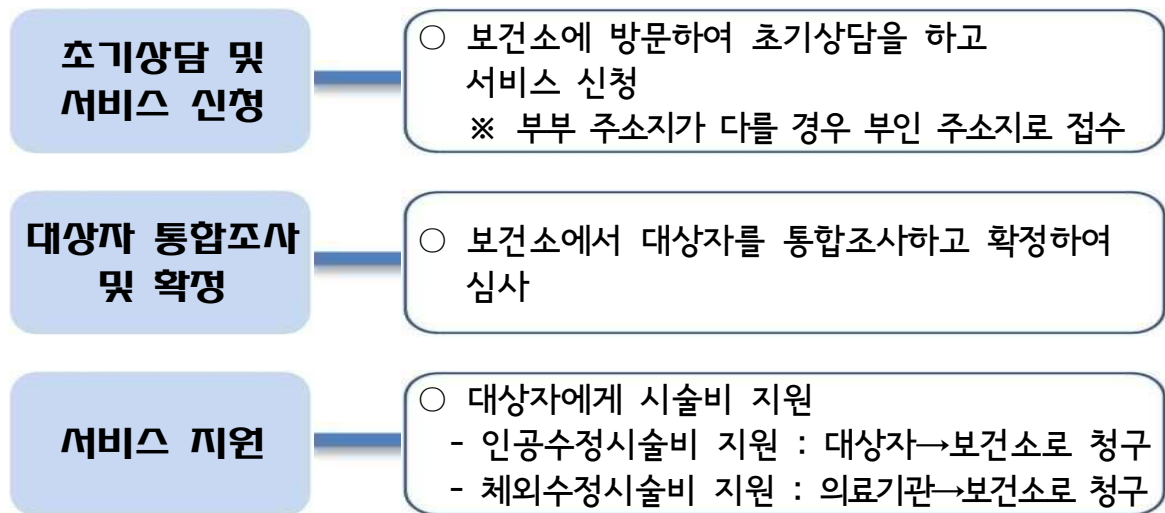 초기상담 및
서비스 신청
○ 보건소에 방문하여 초기상담을 하고
서비스 신청
※ 부부 주소지가 다를 경우 부인 주소지로 접수
대상자 통합조사
및 확정
○ 보건소에서 대상자를 통합조사하고 확정하여
심사
서비스 지원
○ 대상자에게 시술비 지원
- 인공수정시술비 지원 : 대상자→보건소로 청구
- 체외수정시술비 지원 : 의료기관→보건소로 청구